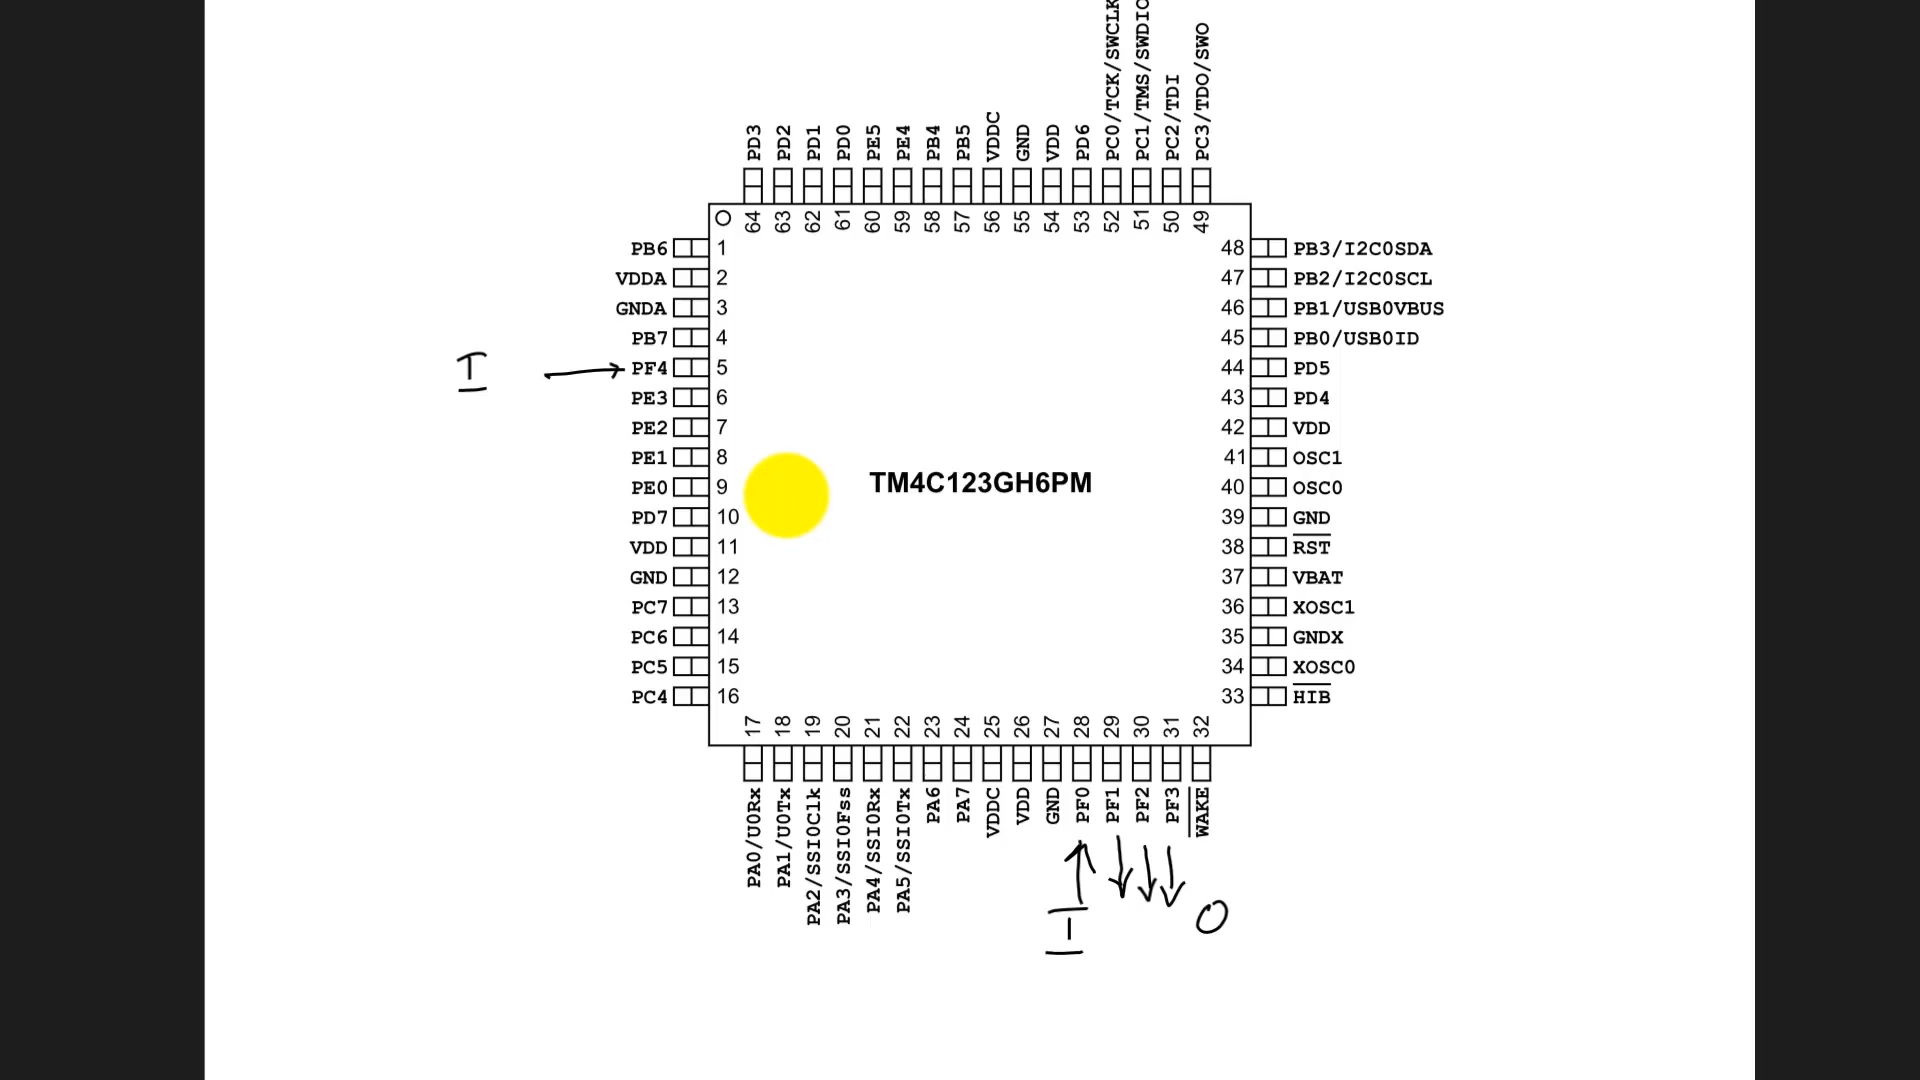 PD3 PD2 PD1 PD0 PE5 PE4 PB4 PB5 VDDC GND VDD PD6 PC0/TCK/SWCLK PC1/TMS/SWDIO PC2/TDI PC3/TDO/SWO
64 63 62 61 60 59 58 57 56 55 54 53 52 51 50 49
PB6 1 48 PB3/I2C0SDA
VDDA 2 47 PB2/I2C0SCL
GNDA 3 46 PB1/USB0VBUS
PB7 4 45 PB0/USB0ID
I PF4 5 44 PD5
PE3 6 43 PD4
PE2 7 42 VDD
PE1 8 41 OSC1
TM4C123GH6PM
PE0 9 40 OSC0
PD7 10 39 GND
VDD 11 38 RST
GND 12 37 VBAT
PC7 13 36 XOSC1
PC6 14 35 GNDX
PC5 15 34 XOSC0
PC4 16 33 HIB
17 18 19 20 21 22 23 24 25 26 27 28 29 30 31 32
PA0/U0Rx PA1/U0Tx PA2/SSI0Clk PA3/SSI0Fss PA4/SSI0Rx PA5/SSI0Tx PA6 PA7 VDDC VDD GND PF0 PF1 PF2 PF3 WAKE
I O